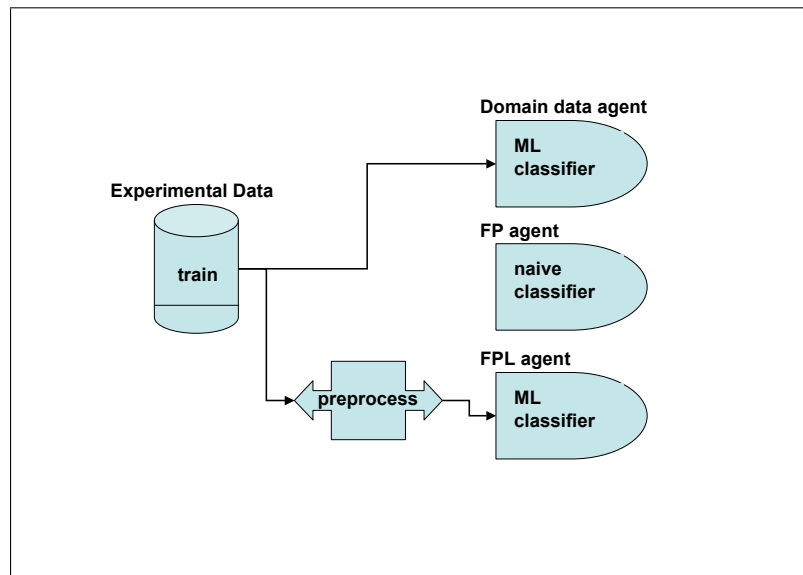 Domain data agent
ML
classifier
Experimental Data
train
FP agent
naive
classifier
FPL agent
preprocess
ML
classifier